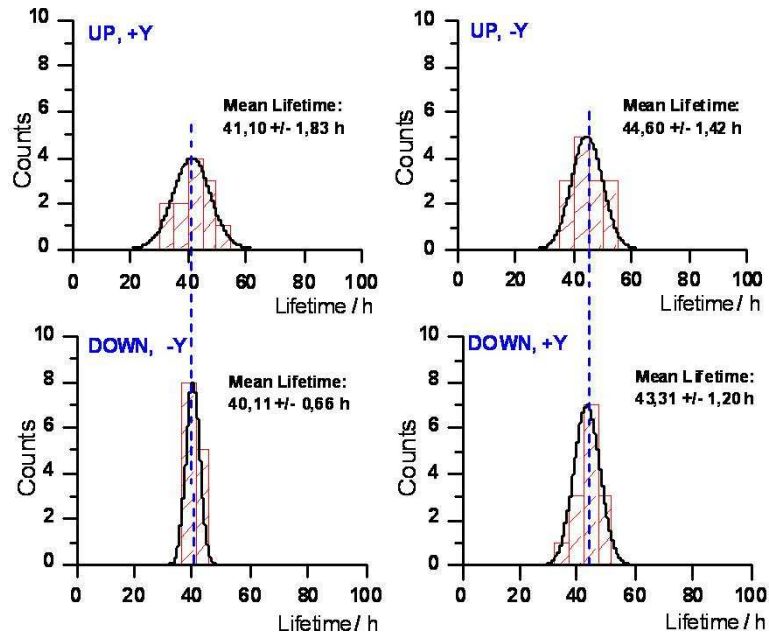 UP, +Y
Mean Lifetime:
41,10 +/- 1,83 h
Counts
10
8
6
4
2
0
0 20 40 60 80 100
Lifetime / h
UP, -Y
Mean Lifetime:
44,60 +/- 1,42 h
Counts
10
8
6
4
2
0
0 20 40 60 80 100
Lifetime / h
DOWN, -Y
Mean Lifetime:
40,11 +/- 0,66 h
Counts
10
8
6
4
2
0
0 20 40 60 80 100
Lifetime / h
DOWN, +Y
Mean Lifetime:
43,31 +/- 1,20 h
Counts
10
8
6
4
2
0
0 20 40 60 80 100
Lifetime / h